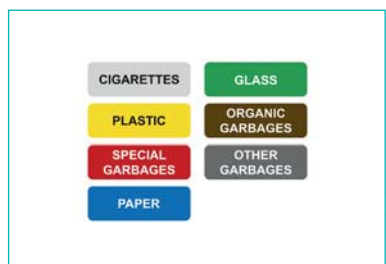 CIGARETTES
GLASS
PLASTIC
ORGANIC
GARBAGES
SPECIAL
GARBAGES
OTHER
GARBAGES
PAPER